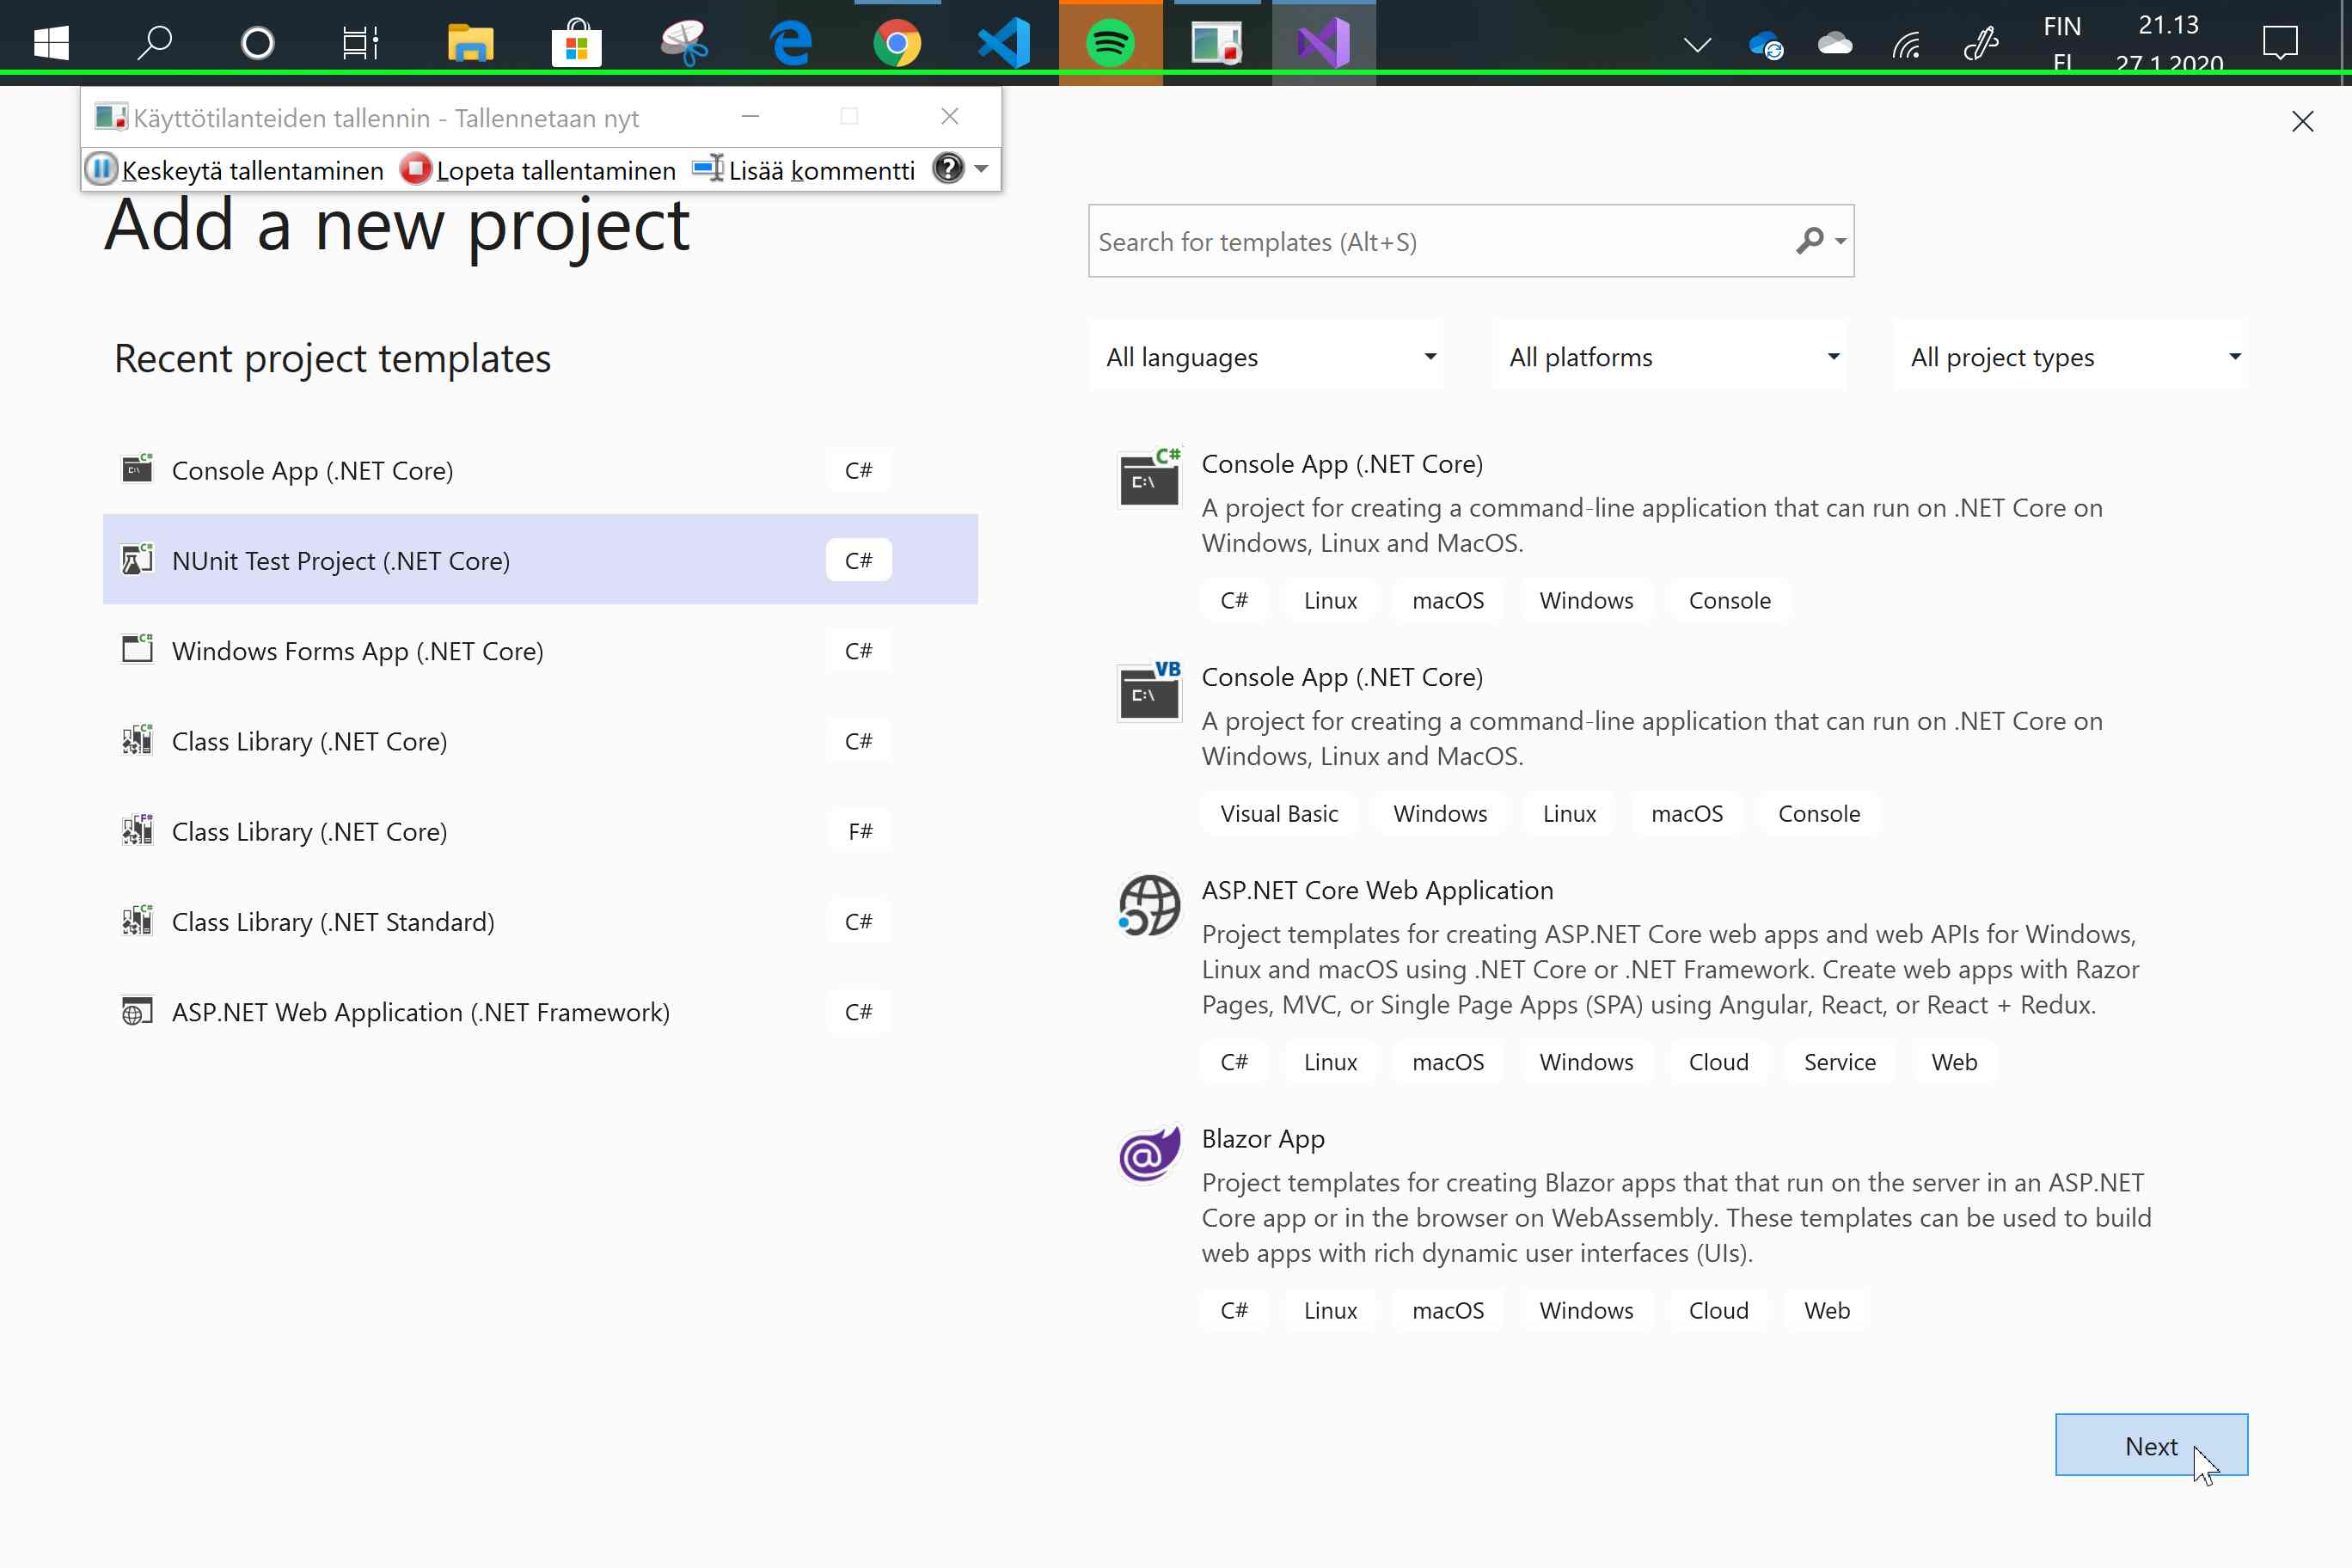 FIN
21.13
FI
27.1.2020
Käyttötilanteiden tallennin - Tallennetaan nyt
Keskeytä tallentaminen Lopeta tallentaminen Lisää kommentti
Add a new project
Search for templates (Alt+S)
Recent project templates
All languages
All platforms
All project types
Console App (.NET Core) C#
NUnit Test Project (.NET Core) C#
Windows Forms App (.NET Core) C#
Class Library (.NET Core) C#
Class Library (.NET Core) F#
Class Library (.NET Standard) C#
ASP.NET Web Application (.NET Framework) C#
Console App (.NET Core)
A project for creating a command-line application that can run on .NET Core on
Windows, Linux and MacOS.
C# Linux macOS Windows Console
Console App (.NET Core)
A project for creating a command-line application that can run on .NET Core on
Windows, Linux and MacOS.
Visual Basic Windows Linux macOS Console
ASP.NET Core Web Application
Project templates for creating ASP.NET Core web apps and web APIs for Windows,
Linux and macOS using .NET Core or .NET Framework. Create web apps with Razor
Pages, MVC, or Single Page Apps (SPA) using Angular, React, or React + Redux.
C# Linux macOS Windows Cloud Service Web
Blazor App
Project templates for creating Blazor apps that that run on the server in an ASP.NET
Core app or in the browser on WebAssembly. These templates can be used to build
web apps with rich dynamic user interfaces (UIs).
C# Linux macOS Windows Cloud Web
Next